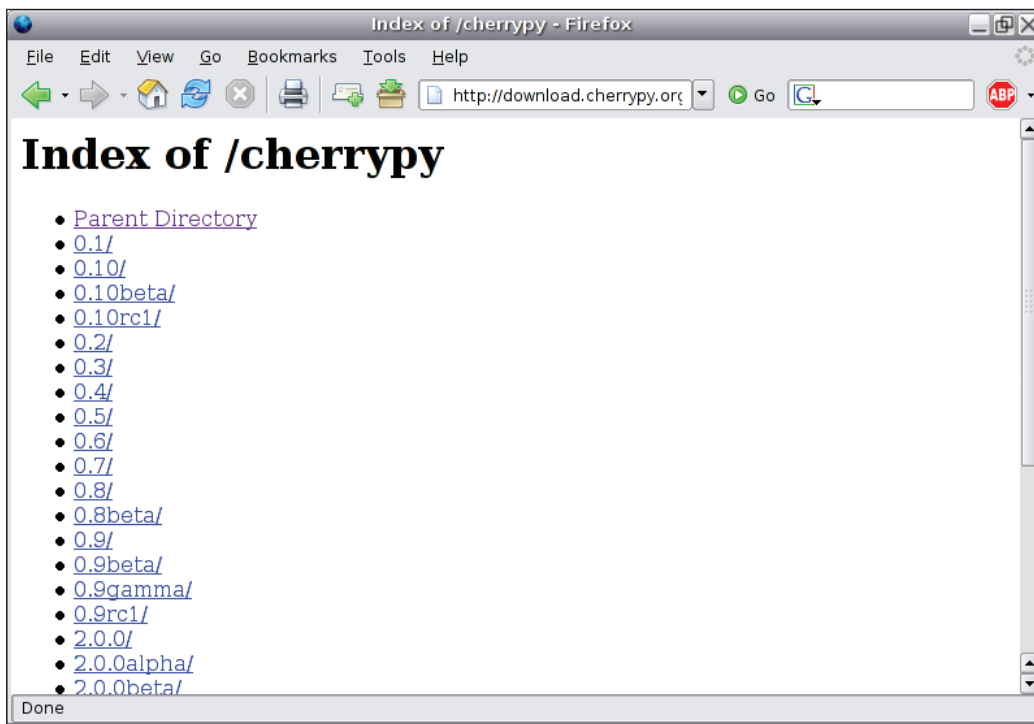 Index of /cherrypy - Firefox
File Edit View Go Bookmarks Tools Help
http://download.cherrypy.org Go G ABP
Index of /cherrypy
Parent Directory
0.1/
0.10/
0.10beta/
0.10rc1/
0.2/
0.3/
0.4/
0.5/
0.6/
0.7/
0.8/
0.8beta/
0.9/
0.9beta/
0.9gamma/
0.9rc1/
2.0.0/
2.0.0alpha/
2.0.0beta/
Done